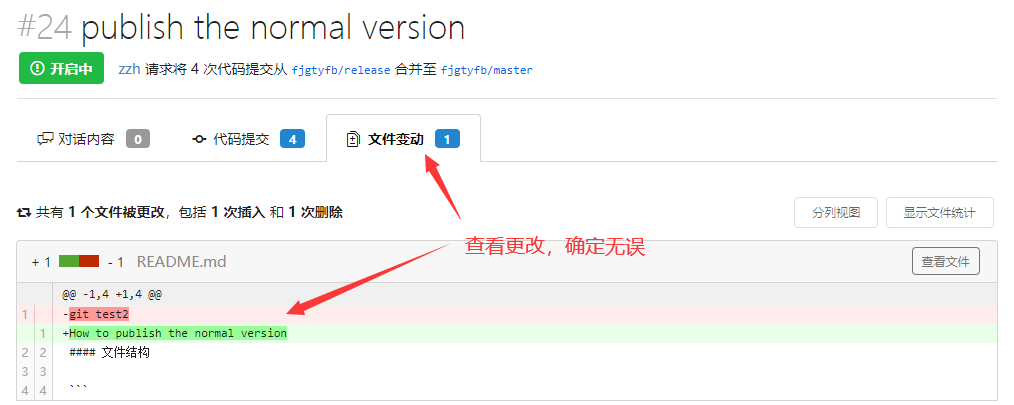 #24 publish the normal version
开启中 zzh 请求将 4 次代码提交从 fjgtyfb/release 合并至 fjgtyfb/master
对话内容 0 代码提交 4 文件变动 1
共有 1 个文件被更改，包括 1 次插入 和 1 次删除 分列视图 显示文件统计
查看更改，确定无误
+ 1 - 1 README.md 查看文件
@@ -1,4 +1,4 @@
1 -git test2
1 +How to publish the normal version
2 2 #### 文件结构
3 3
4 4 ```